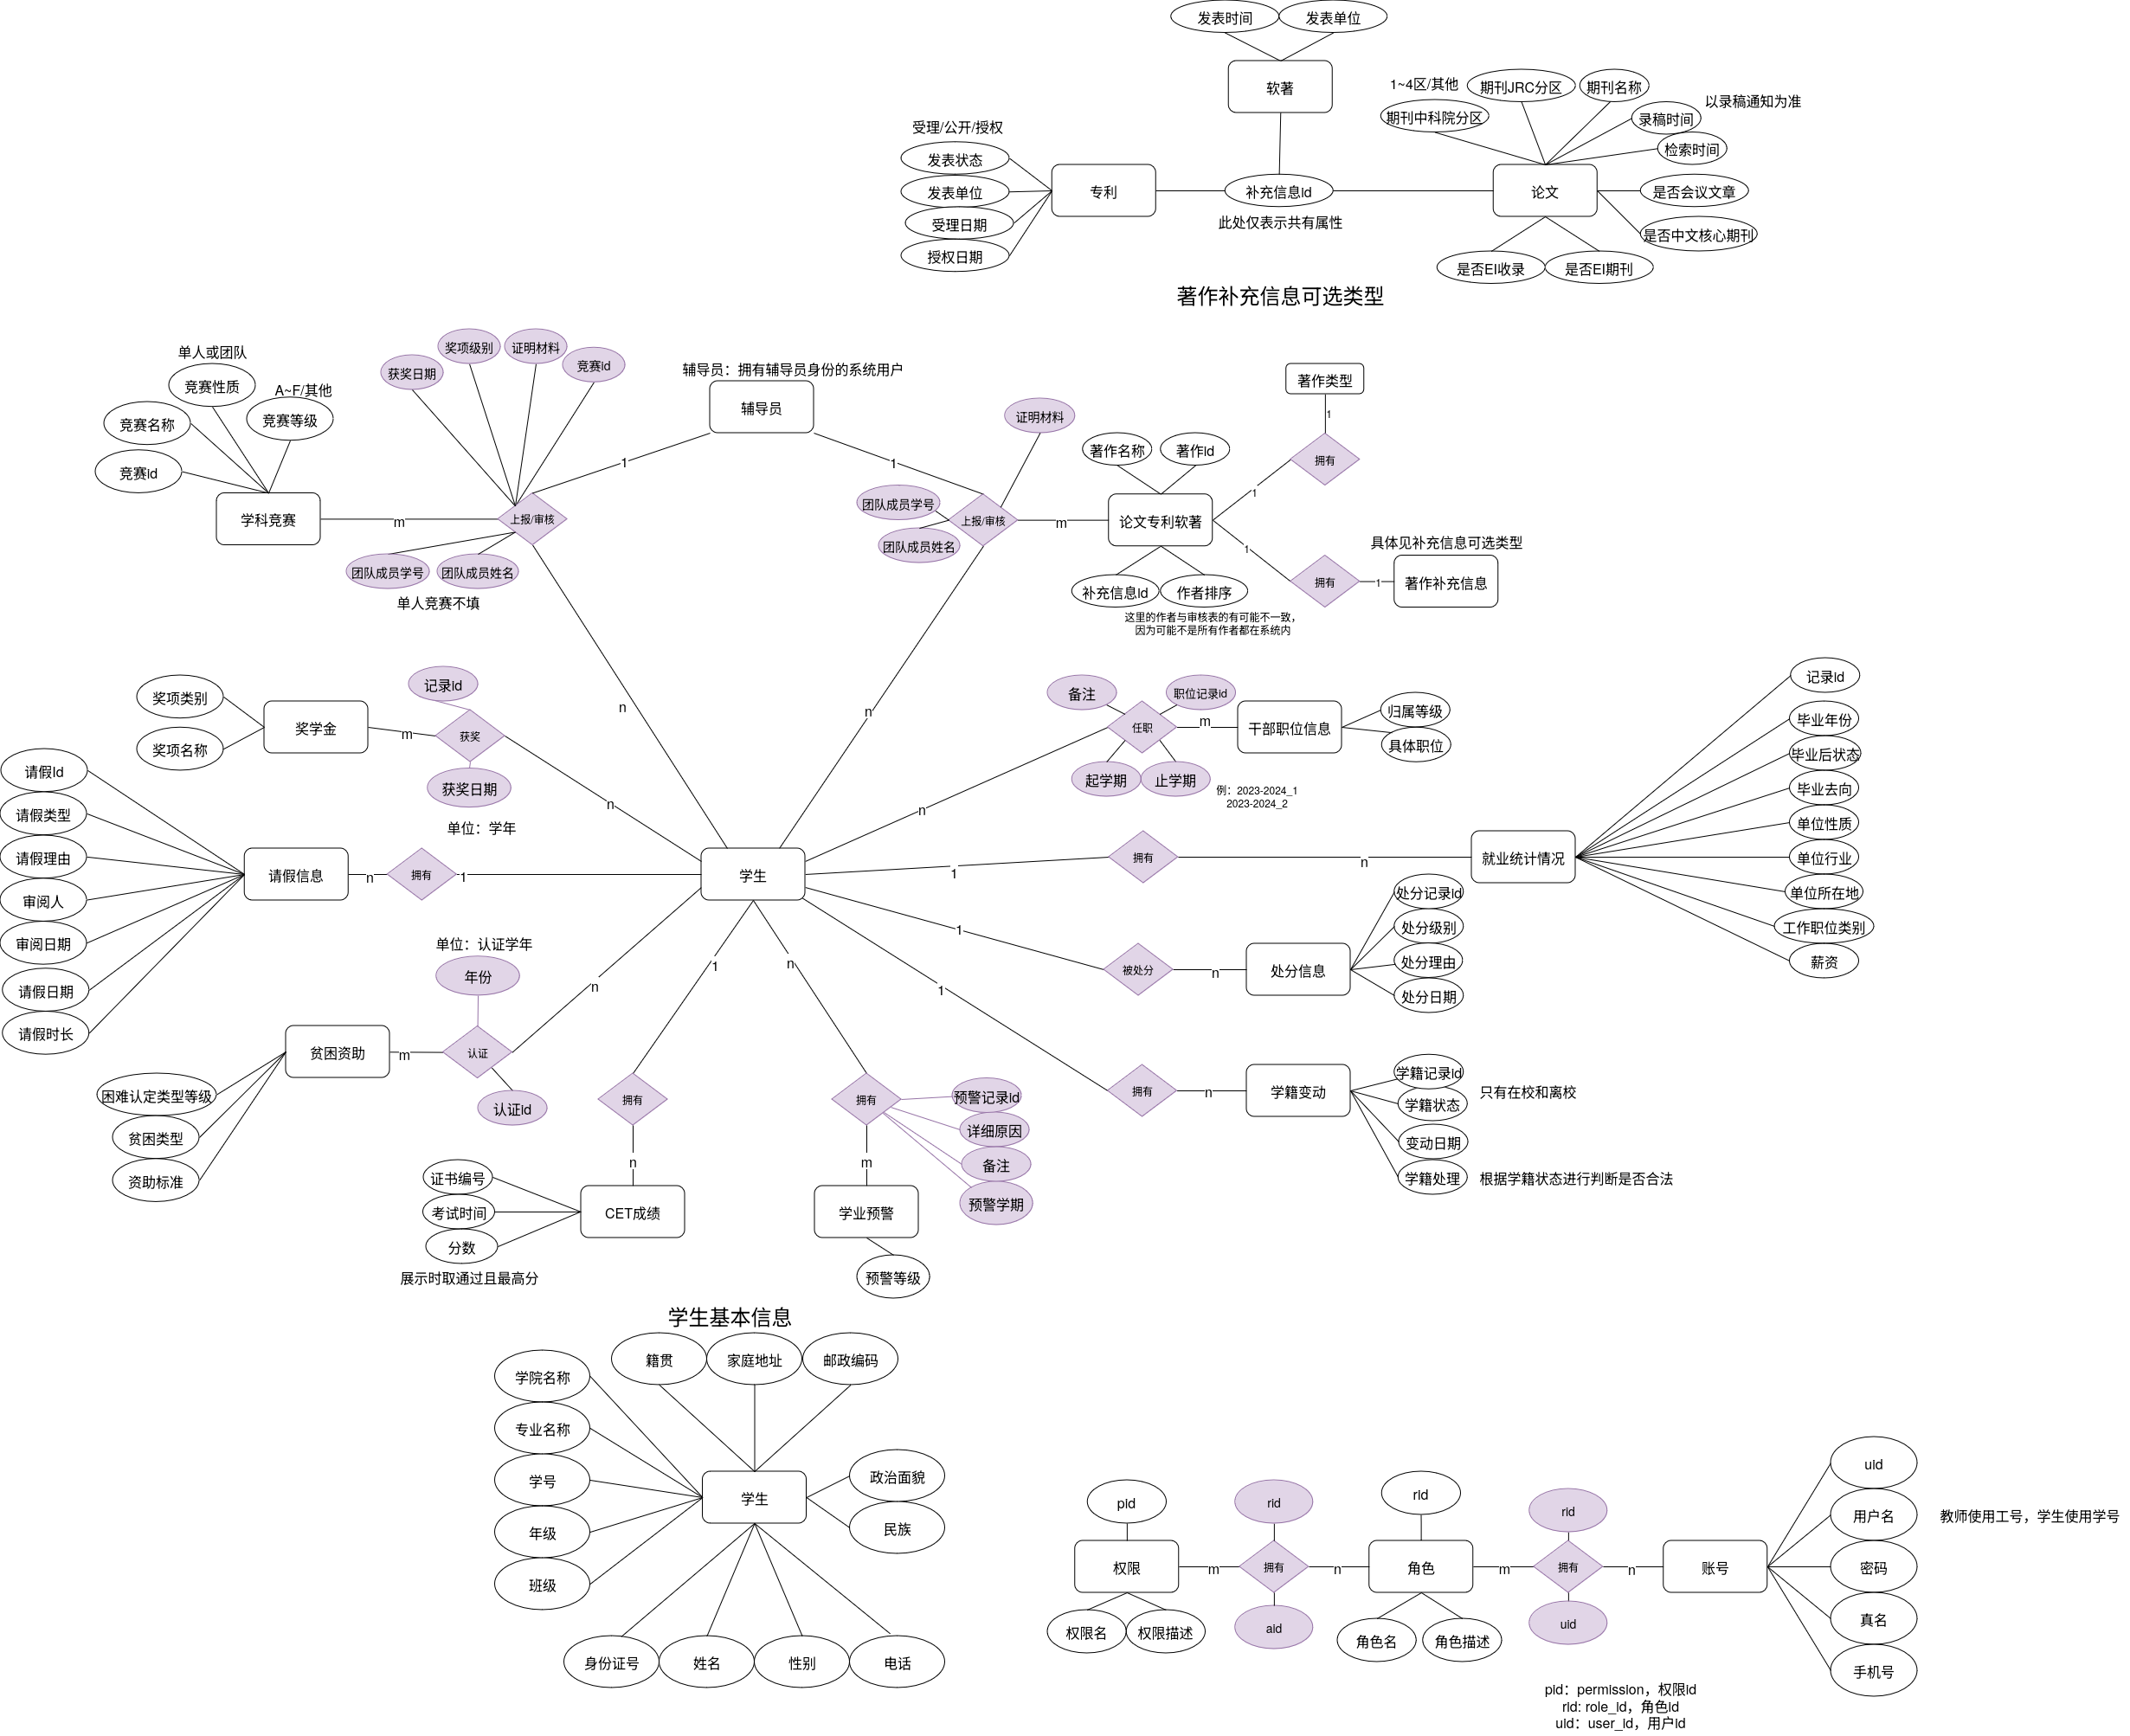 发表时间
发表单位
软著
1~4区/其他
期刊JRC分区
期刊名称
以录稿通知为准
期刊中科院分区
录稿时间
检索时间
受理/公开/授权
发表状态
发表单位
受理日期
授权日期
专利
补充信息id
此处仅表示共有属性
论文
是否会议文章
是否中文核心期刊
是否EI收录
是否EI期刊
著作补充信息可选类型
单人或团队
竞赛性质
A~F/其他
竞赛等级
竞赛名称
竞赛id
学科竞赛
m
获奖日期
奖项级别
证明材料
竞赛id
上报/审核
团队成员学号
团队成员姓名
单人竞赛不填
辅导员：拥有辅导员身份的系统用户
辅导员
1
1
n
n
证明材料
团队成员学号
团队成员姓名
上报/审核
m
著作名称
著作id
论文专利软著
补充信息id
作者排序
这里的作者与审核表的有可能不一致，
因为可能不是所有作者都在系统内
著作类型
1
拥有
1
1
拥有
1
具体见补充信息可选类型
著作补充信息
奖项类别
奖项名称
奖学金
m
记录id
获奖
获奖日期
单位：学年
n
请假id
请假类型
请假理由
审阅人
审阅日期
请假日期
请假时长
请假信息
n
拥有
1
学生
备注
职位记录id
任职
m
起学期
止学期
例：2023-2024_1
2023-2024_2
n
干部职位信息
归属等级
具体职位
1
拥有
n
就业统计情况
记录id
毕业年份
毕业后状态
毕业去向
单位性质
单位行业
单位所在地
工作职位类别
薪资
1
被处分
n
处分信息
处分记录id
处分级别
处分理由
处分日期
1
拥有
n
学籍变动
学籍记录id
学籍状态
变动日期
学籍处理
只有在校和离校
根据学籍状态进行判断是否合法
单位：认证学年
年份
n
认证
认证id
m
贫困资助
困难认定类型等级
贫困类型
资助标准
1
拥有
n
CET成绩
证书编号
考试时间
分数
展示时取通过且最高分
n
拥有
m
学业预警
预警等级
预警记录id
详细原因
备注
预警学期
学生基本信息
籍贯
家庭地址
邮政编码
学院名称
专业名称
学号
年级
班级
学生
政治面貌
民族
身份证号
姓名
性别
电话
pid
权限
权限名
权限描述
m
rid
拥有
aid
n
rid
角色
角色名
角色描述
m
rid
拥有
uid
n
账号
uid
用户名
密码
真名
手机号
教师使用工号，学生使用学号
pid：permission，权限id
rid: role_id，角色id
uid：user_id，用户id